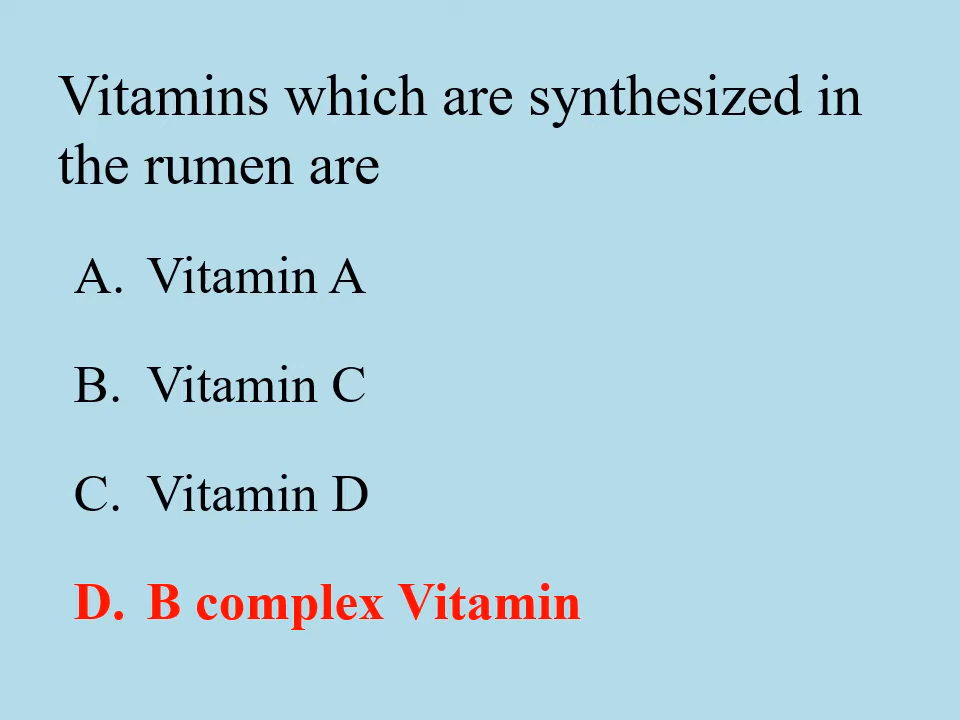 Vitamins which are synthesized in
the rumen are
A. Vitamin A
B. Vitamin C
C. Vitamin D
D. B complex Vitamin